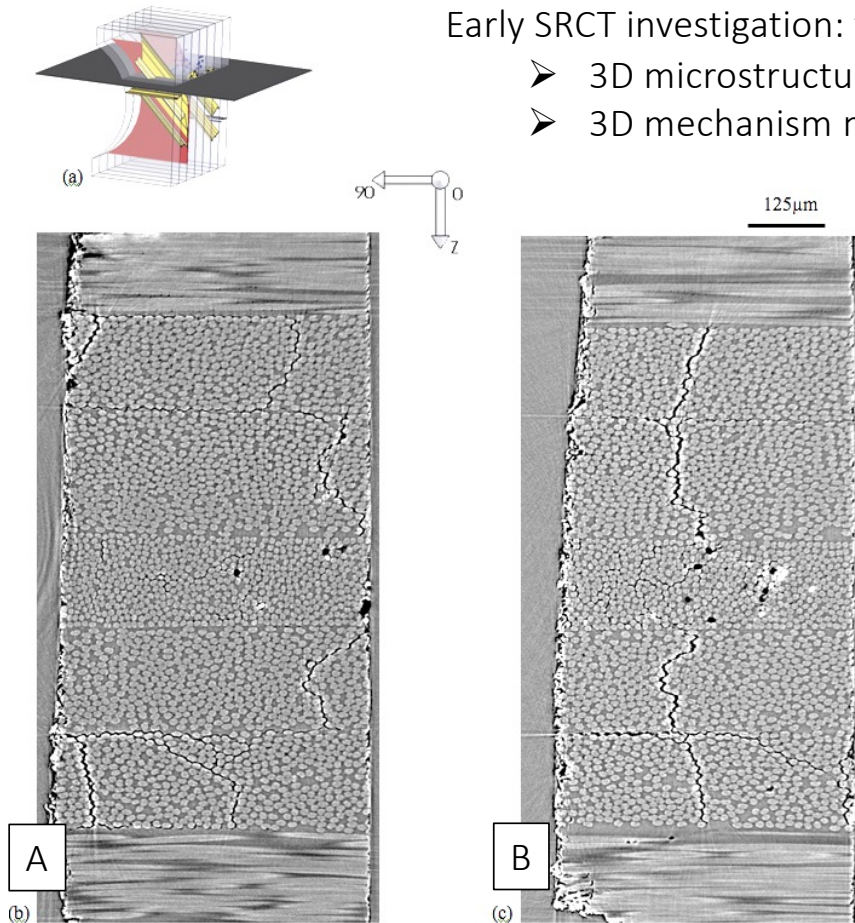 Early SRCT investigation:
➤ 3D microstructu
➤ 3D mechanism
(a)
90
0
Z
125μm
A
B
(b)
(c)